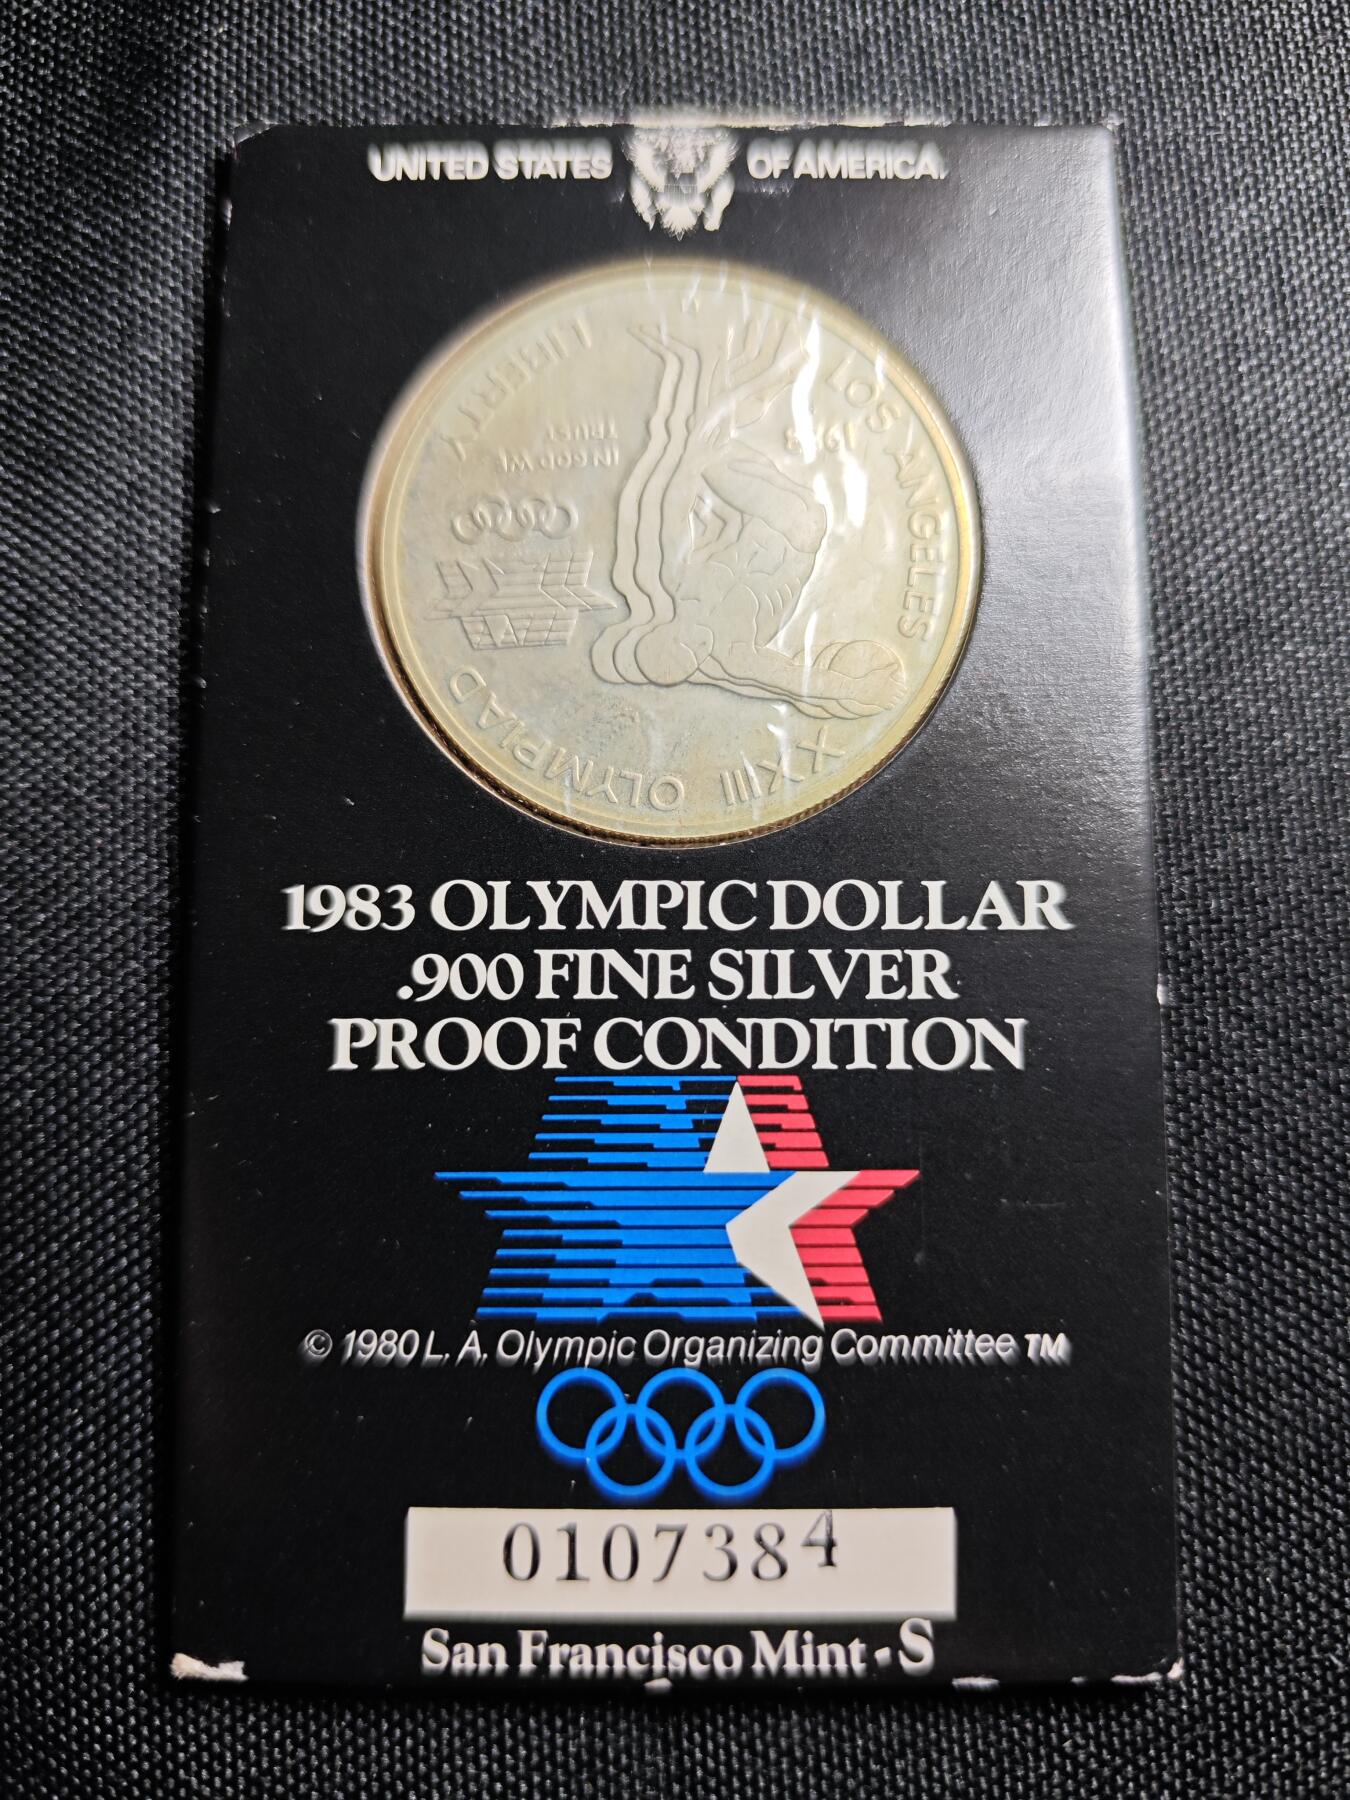 UNITED STATES OF AMERICA.
LIBERTY
LOS ANGELES
1983
IN GOD WE
TRUST
XXIII OLYMPIAD
1983 OLYMPIC DOLLAR
.900 FINE SILVER
PROOF CONDITION
© 1980 L. A. Olympic Organizing Committee TM
0107384
San Francisco Mint - S